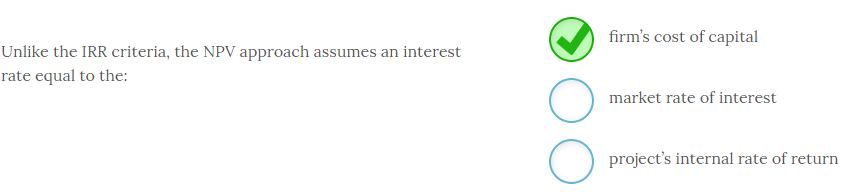 Unlike the IRR criteria, the NPV approach assumes an interest
rate equal to the:
firm's cost of capital
market rate of interest
project's internal rate of return